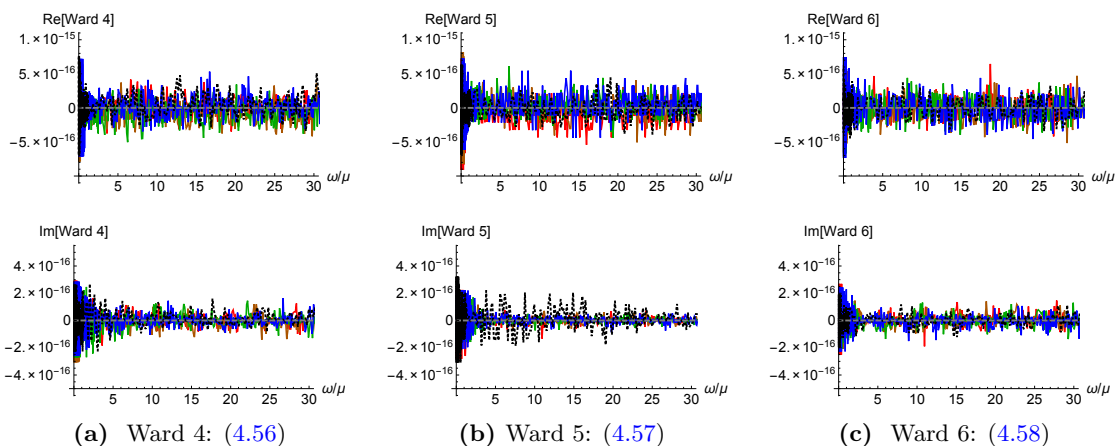 Re[Ward 4] Re[Ward 5] Re[Ward 6]
1.×10⁻¹⁵ 1.×10⁻¹⁵ 1.×10⁻¹⁵
5.×10⁻¹⁶ 5.×10⁻¹⁶ 5.×10⁻¹⁶
0 0 0
−5.×10⁻¹⁶ −5.×10⁻¹⁶ −5.×10⁻¹⁶
ω/μ ω/μ ω/μ
5 10 15 20 25 30 5 10 15 20 25 30 5 10 15 20 25 30
Im[Ward 4] Im[Ward 5] Im[Ward 6]
4.×10⁻¹⁶ 4.×10⁻¹⁶ 4.×10⁻¹⁶
2.×10⁻¹⁶ 2.×10⁻¹⁶ 2.×10⁻¹⁶
0 0 0
−2.×10⁻¹⁶ −2.×10⁻¹⁶ −2.×10⁻¹⁶
−4.×10⁻¹⁶ −4.×10⁻¹⁶ −4.×10⁻¹⁶
ω/μ ω/μ ω/μ
5 10 15 20 25 30 5 10 15 20 25 30 5 10 15 20 25 30
(a) Ward 4: (4.56) (b) Ward 5: (4.57) (c) Ward 6: (4.58)